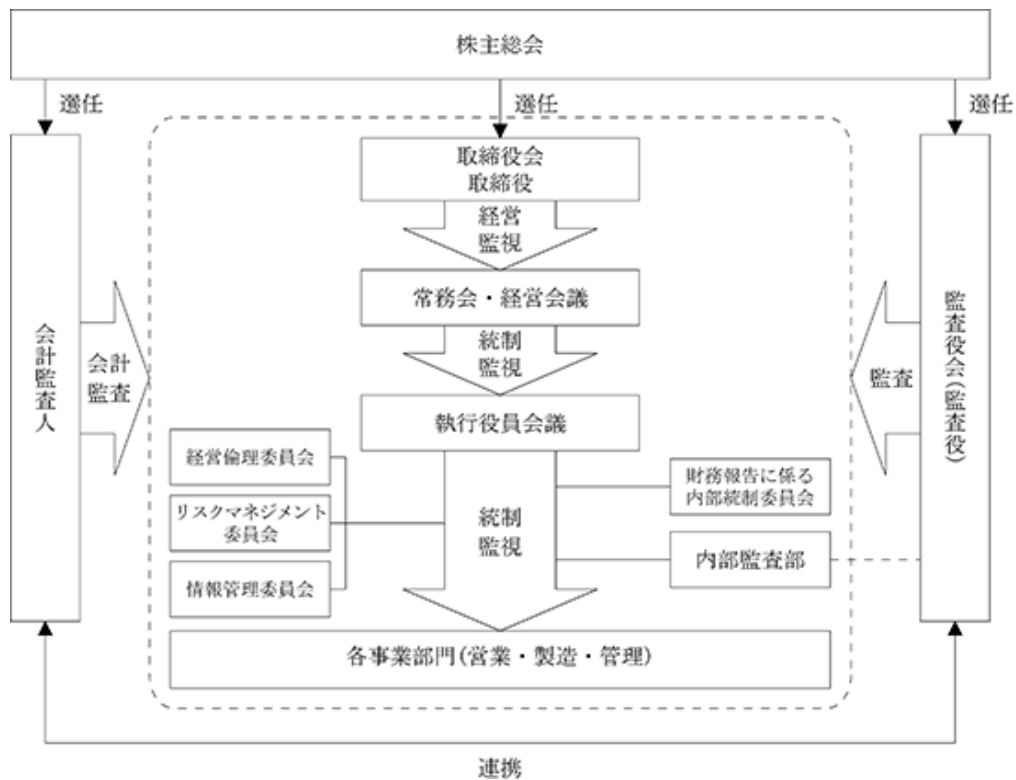 株主総会
選任
選任
選任
取締役会
取締役
経営
監視
常務会・経営会議
統制
監視
執行役員会議
会計監査人
会計
監査
監査
監査役会(監査役)
経営倫理委員会
リスクマネジメント
委員会
情報管理委員会
統制
監視
財務報告に係る
内部統制委員会
内部監査部
各事業部門(営業・製造・管理)
連携